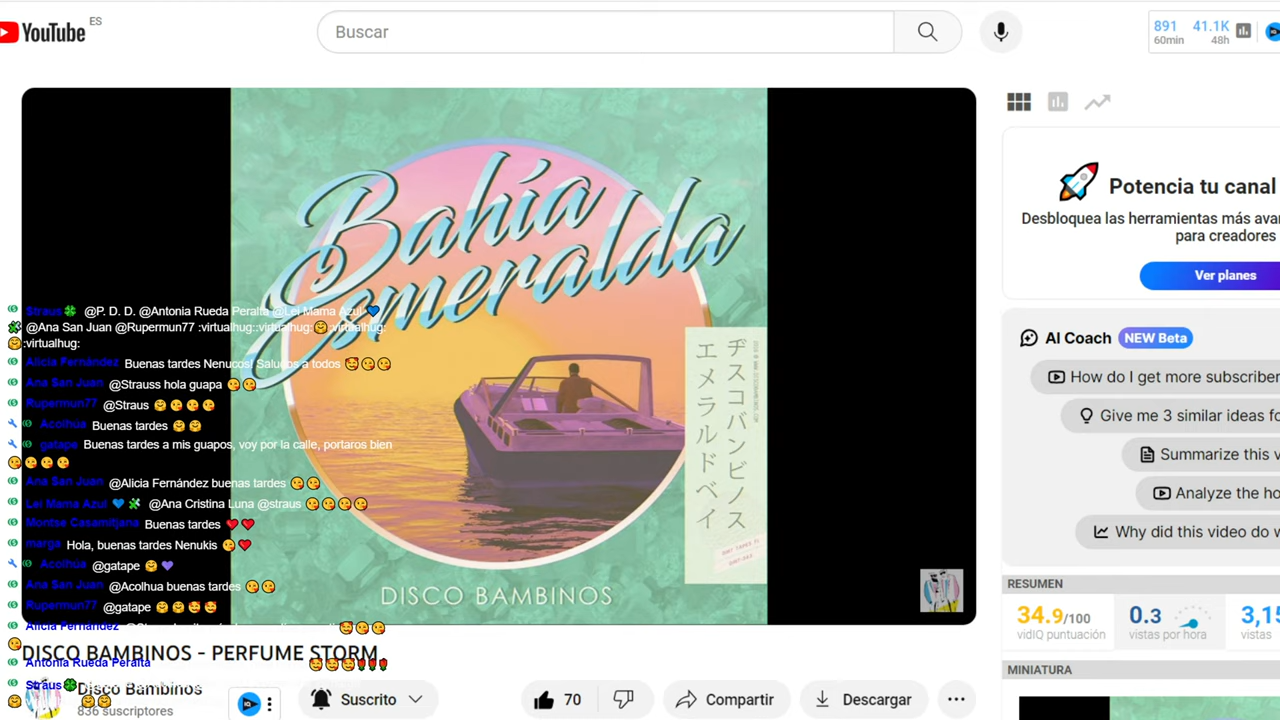 YouTube ES
Buscar
891 41.1K
60min 48h
Bahía
Esmeralda
ヂスコバンビノス
エメラルドベイ
DISCO BAMBINOS
Potencia tu canal
Desbloquea las herramientas más
para creadores
Ver planes
AI Coach NEW Beta
How do I get more
Give me 3 similar ideas
Summarize this
Analyze the
Why did this video do
RESUMEN
34.9/100
vidIQ puntuación
0.3
vistas por hora
vistas
MINIATURA
Straus🍀 @P. D. D. @Antonia Rueda Peralta @Lei Mama Azul 💙
🧩 @Ana San Juan @Rupermun77 :virtualhug::virtualhug: 🤗 :virtualhug:
🤗 :virtualhug:
Alicia Fernández Buenas tardes Nenucos! Saludos a todos 🥰😘😘
Ana San Juan @Strauss hola guapa 😘😘
Rupermun77 @Straus 🤗😘😘😘
Acolhua Buenas tardes 🤗🤗
gatape Buenas tardes a mis guapos, voy por la calle, portaros bien
😘😘😘😘
Ana San Juan @Alicia Fernández buenas tardes 😘😘
Lei Mama Azul 💙 🧩 @Ana Cristina Luna @straus 😘😘😘😘
Montse Casamitjana Buenas tardes ❤️❤️
marga Hola, buenas tardes Nenukis 😘❤️
Acolhua @gatape 🤗💜
Ana San Juan @Acolhua buenas tardes 😘😘
Rupermun77 @gatape 🤗🤗🥰🥰
Alicia Fernández 🥰😘😘
😘
DISCO BAMBINOS - PERFUME STORM
Antonia Rueda Peralta 🥰🥰🥰🌹🌹🌹
Straus🍀
🤗 🤗🤗
Disco Bambinos
836 suscriptores
Suscrito
70
Compartir
Descargar